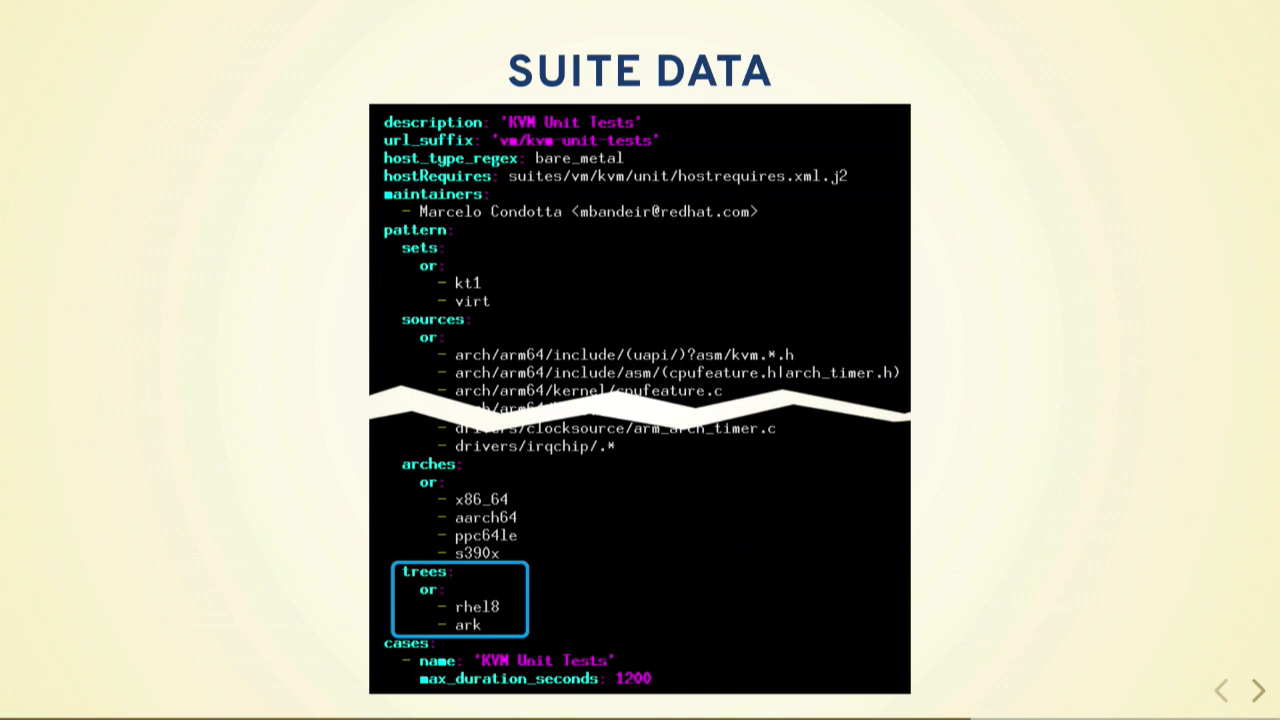 SUITE DATA
description: 'KVM Unit Tests'
url_suffix: 'vm/kvm-unit-tests'
host_type_regex: bare_metal
hostRequires: suites/vm/kvm/unit/hostrequires.xml.j2
maintainers:
- Marcelo Condotta <mbandeir@redhat.com>
pattern:
sets:
or:
- kt1
- virt
sources:
or:
- arch/arm64/include/(uapi/)?asm/kvm.*.h
- arch/arm64/include/asm/(cpufeature.h|arch_timer.h)
- arch/arm64/kernel/cpufeature.c
- drivers/clocksource/arm_arch_timer.c
- drivers/irqchip/.*
arches:
or:
- x86_64
- aarch64
- ppc64le
- s390x
trees:
or:
- rhel8
- ark
cases:
- name: 'KVM Unit Tests'
max_duration_seconds: 1200